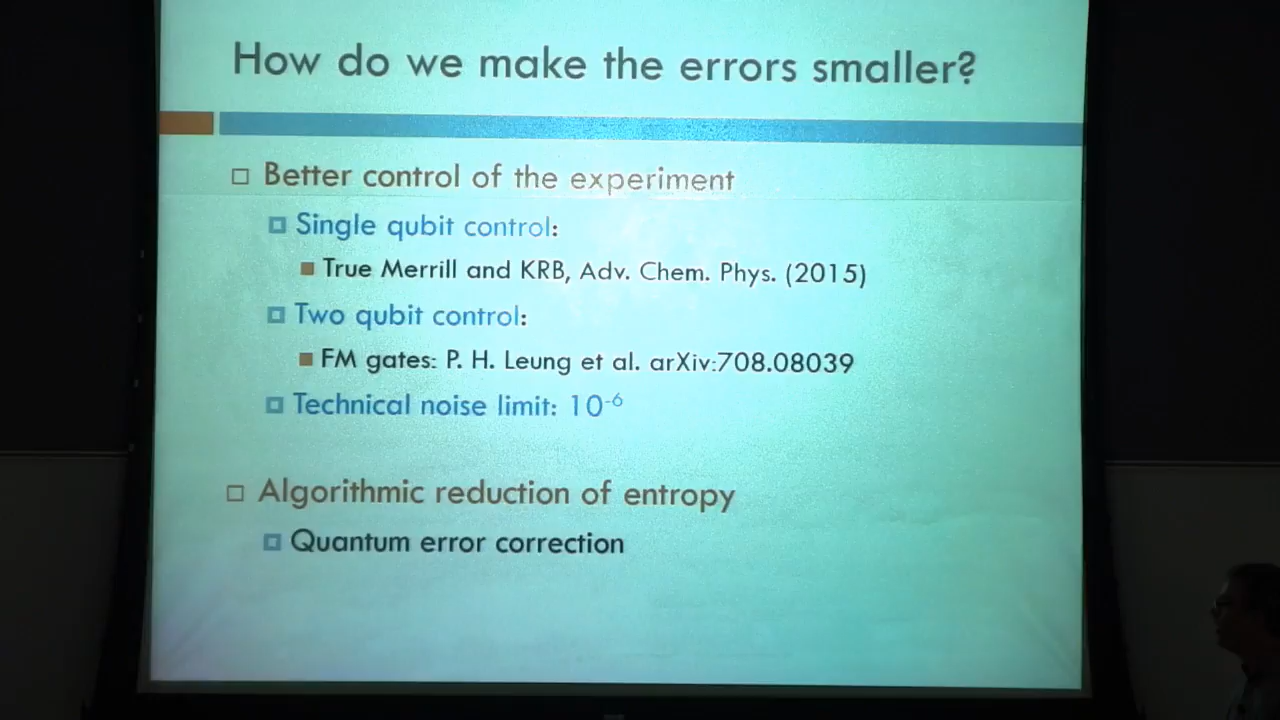 How do we make the errors smaller?
Better control of the experiment
Single qubit control:
True Merrill and KRB, Adv. Chem. Phys. (2015)
Two qubit control:
FM gates: P. H. Leung et al. arXiv:708.08039
Technical noise limit: 10⁻⁶
Algorithmic reduction of entropy
Quantum error correction